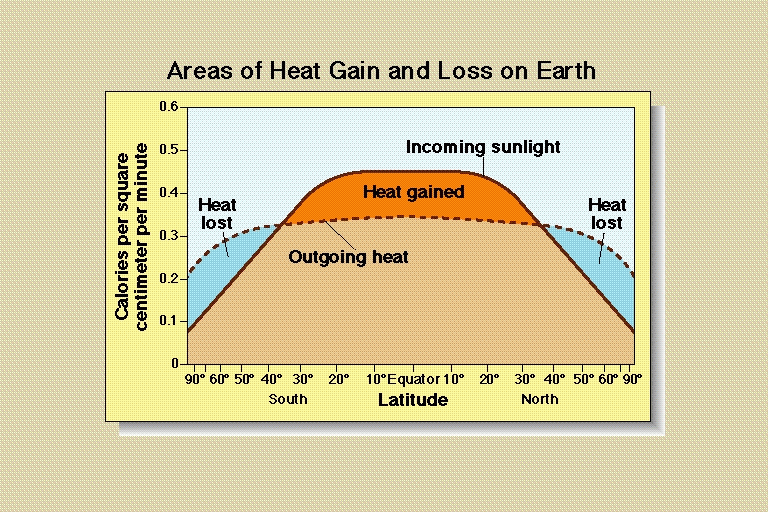 Areas of Heat Gain and Loss on Earth
Calories per square
centimeter per minute
0.6
0.5
0.4
0.3
0.2
0.1
0
Incoming sunlight
Heat gained
Heat
lost
Heat
lost
Outgoing heat
90° 60° 50° 40° 30° 20° 10° Equator 10° 20° 30° 40° 50° 60° 90°
South
Latitude
North